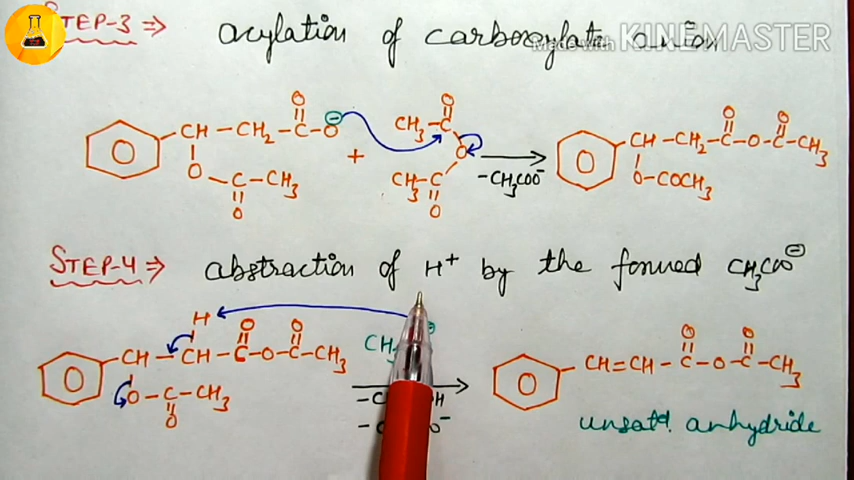 STEP-3 ⇒ acylation of carboxylate anion
Made with KINEMASTER
O O O O
CH-CH₂-C-O⊖ CH₃-C CH-CH₂-C-O-C-CH₃
O + O
O-C-CH₃ CH₃-C -CH₃COO⁻ O-COCH₃
O O
STEP-4 ⇒ abstraction of H⁺ by the formed CH₃COO⊖
H
O O O O
CH-CH-C-O-C-CH₃ CH=CH-C-O-C-CH₃
O O-C-CH₃ O
O
unsatd. anhydride